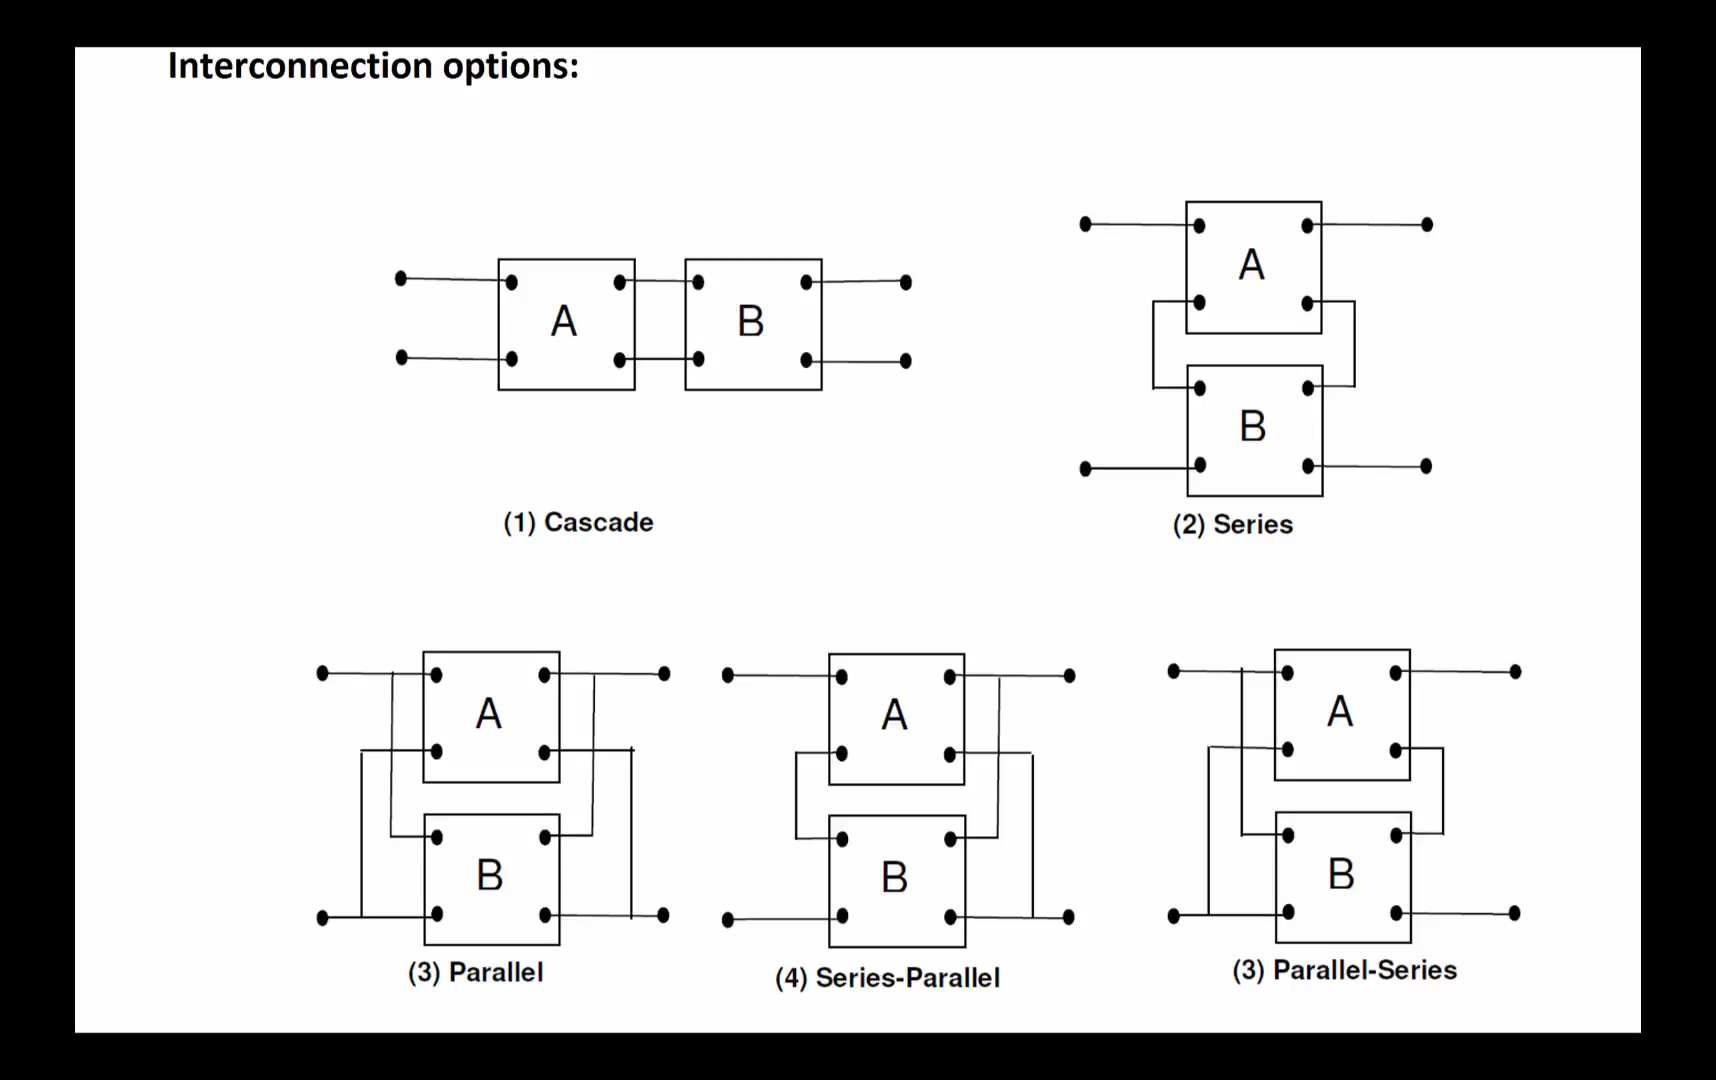 Interconnection options:
A
B
(1) Cascade
A
B
(2) Series
A
B
(3) Parallel
A
B
(4) Series-Parallel
A
B
(3) Parallel-Series